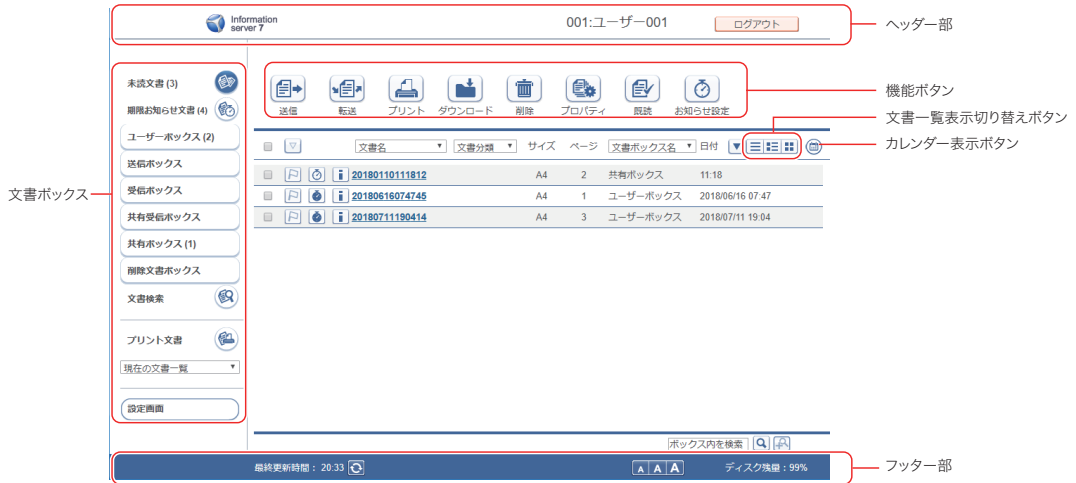 Information
server 7
001:ユーザー001
ログアウト
ヘッダー部
未読文書 (3)
期限お知らせ文書 (4)
ユーザーボックス (2)
送信ボックス
受信ボックス
共有受信ボックス
共有ボックス (1)
削除文書ボックス
文書検索
プリント文書
現在の文書一覧
設定画面
文書ボックス
送信 転送 プリント ダウンロード 削除 プロパティ 既読 お知らせ設定
機能ボタン
文書一覧表示切り替えボタン
カレンダー表示ボタン
文書名 文書分類 サイズ ページ 文書ボックス名 日付
20180110111812 A4 2 共有ボックス 11:18
20180616074745 A4 1 ユーザーボックス 2018/06/16 07:47
20180711190414 A4 3 ユーザーボックス 2018/07/11 19:04
ボックス内を検索
最終更新時間： 20:33 A A A ディスク残量：99%
フッター部